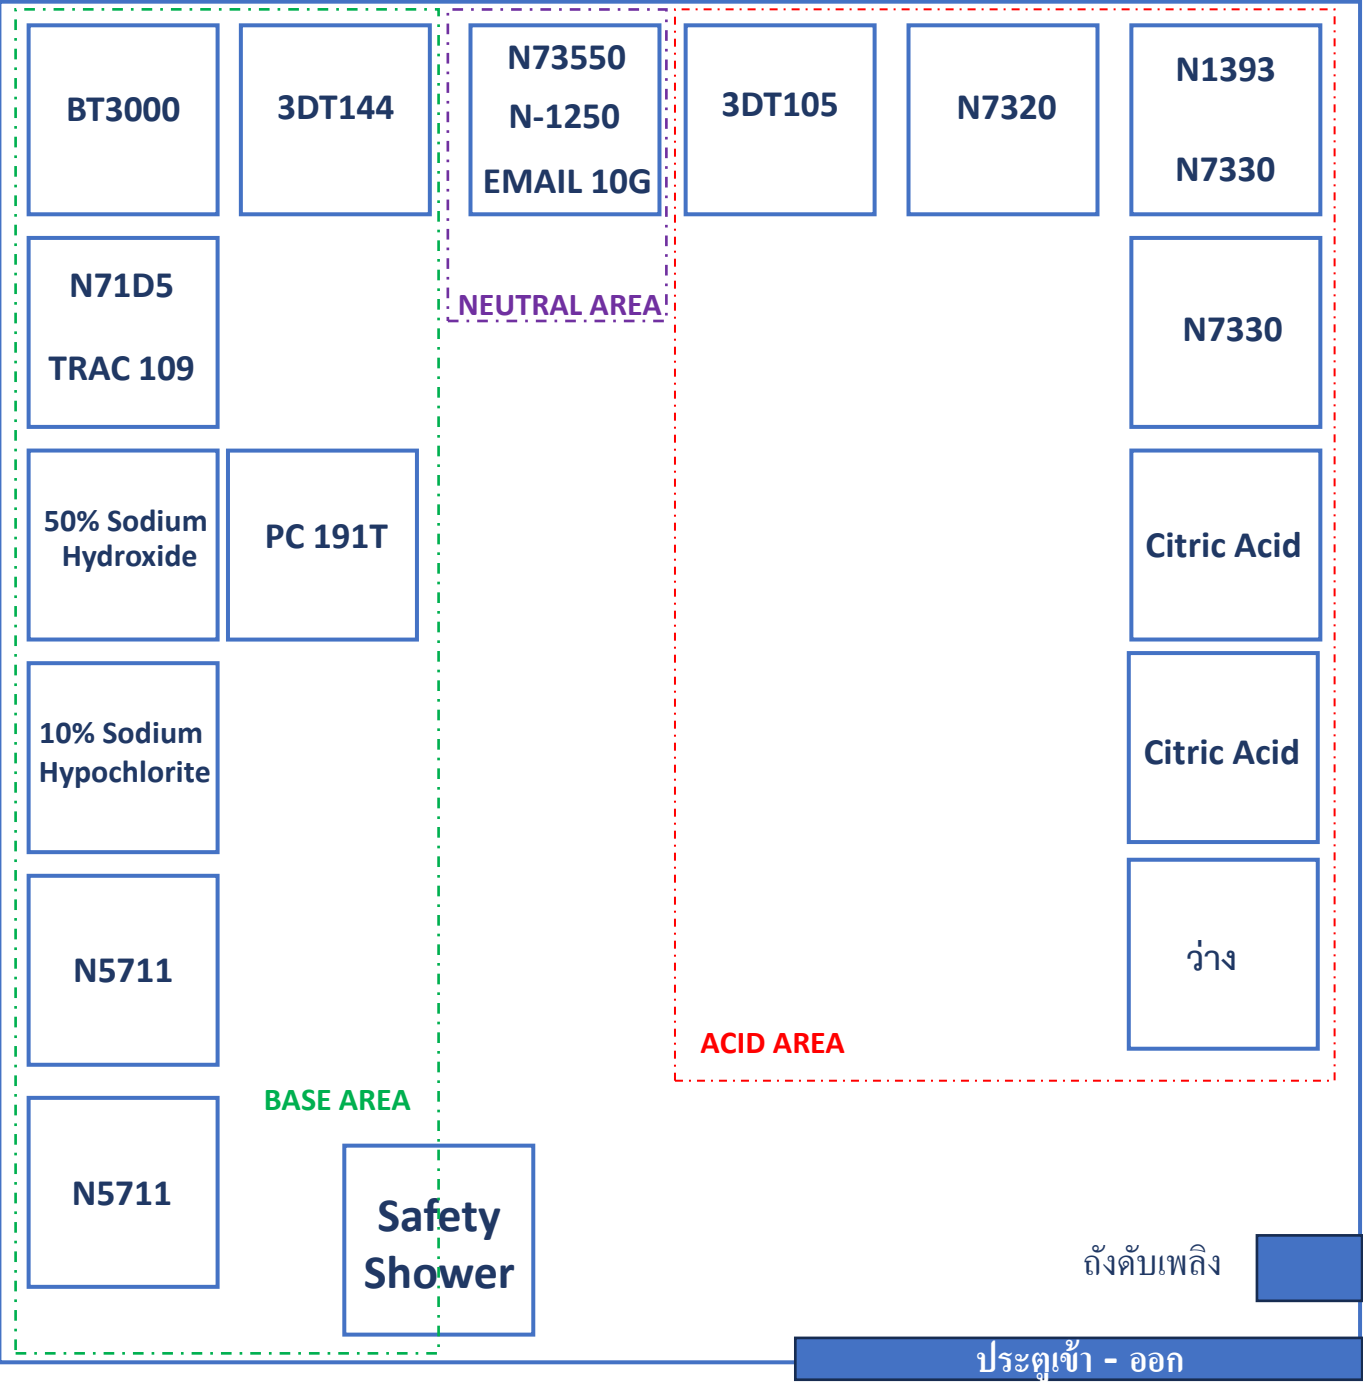 BT3000
3DT144
N73550
N-1250
EMAIL 10G
3DT105
N7320
N1393
N7330
N71D5
TRAC 109
NEUTRAL AREA
N7330
50% Sodium
Hydroxide
PC 191T
Citric Acid
10% Sodium
Hypochlorite
Citric Acid
N5711
ว่าง
ACID AREA
BASE AREA
N5711
Safety
Shower
ถังดับเพลิง
ประตูเข้า - ออก